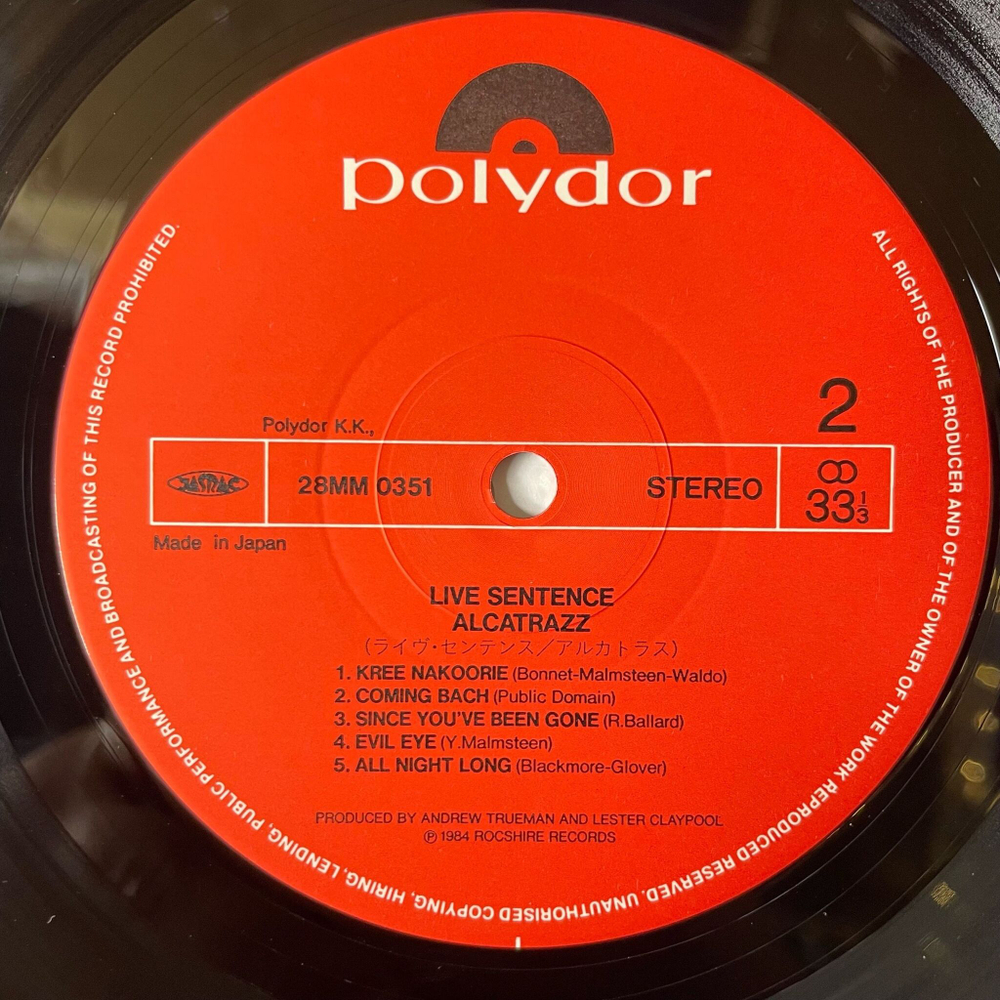 polydor
ALL RIGHTS OF THE PRODUCER AND OF THE OWNER OF THE WORK REPRODUCED RESERVED. UNAUTHORISED COPYING, HIRING, LENDING, PUBLIC PERFORMANCE AND BROADCASTING OF THIS RECORD PROHIBITED.
2
Polydor K.K.,
JASRAC
28MM 0351
STEREO
33⅓
Made in Japan
LIVE SENTENCE
ALCATRAZZ
(ライヴ・センテンス/アルカトラス)
1. KREE NAKOORIE (Bonnet-Malmsteen-Waldo)
2. COMING BACH (Public Domain)
3. SINCE YOU'VE BEEN GONE (R.Ballard)
4. EVIL EYE (Y.Malmsteen)
5. ALL NIGHT LONG (Blackmore-Glover)
PRODUCED BY ANDREW TRUEMAN AND LESTER CLAYPOOL
℗ 1984 ROCSHIRE RECORDS